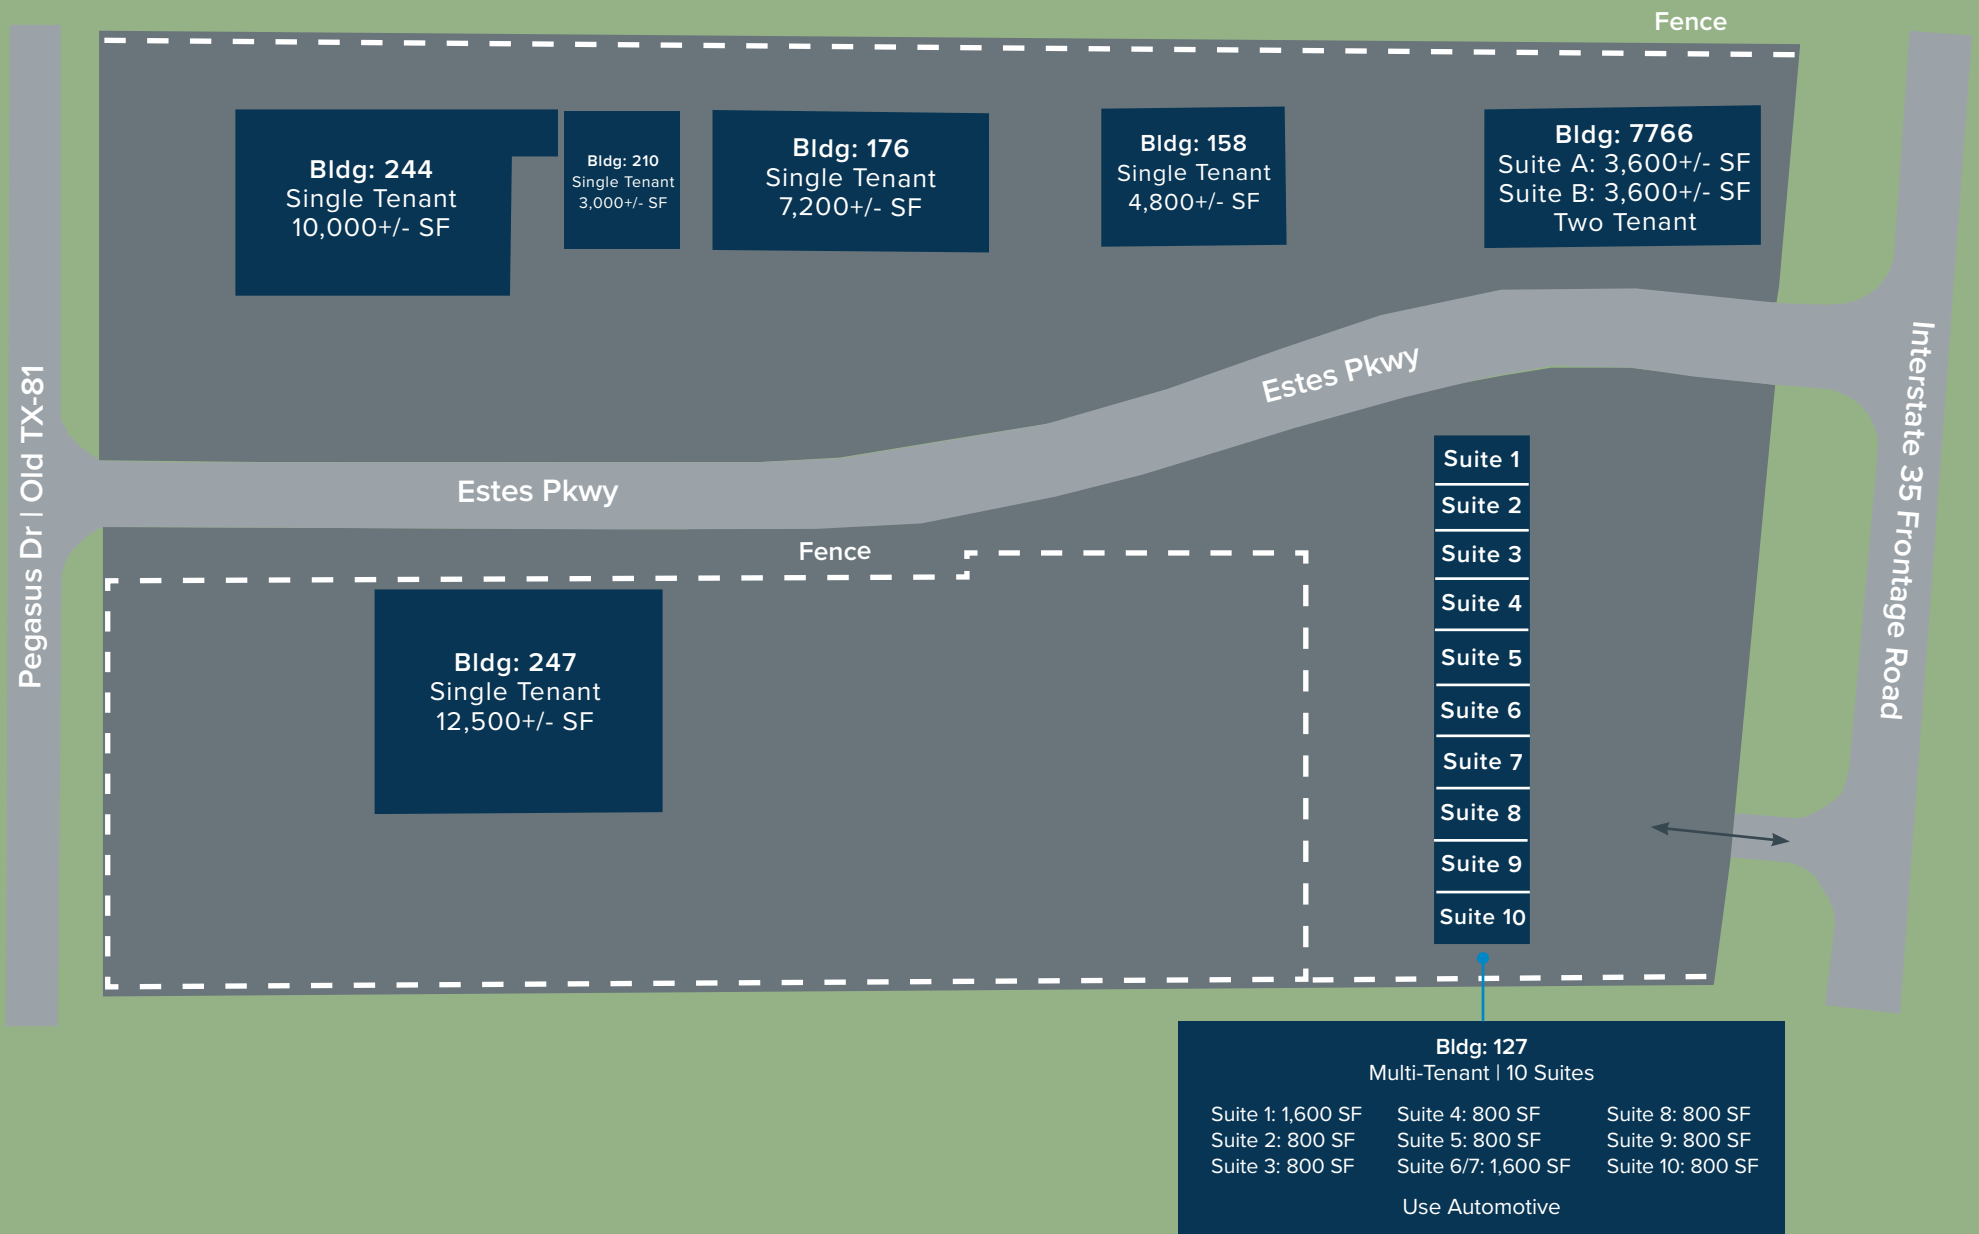 Fence
Bldg: 244
Single Tenant
10,000+/- SF
Bldg: 210
Single Tenant
3,000+/- SF
Bldg: 176
Single Tenant
7,200+/- SF
Bldg: 158
Single Tenant
4,800+/- SF
Bldg: 7766
Suite A: 3,600+/- SF
Suite B: 3,600+/- SF
Two Tenant
Pegasus Dr | Old TX-81
Estes Pkwy
Estes Pkwy
Interstate 35 Frontage Road
Fence
Bldg: 247
Single Tenant
12,500+/- SF
Suite 1
Suite 2
Suite 3
Suite 4
Suite 5
Suite 6
Suite 7
Suite 8
Suite 9
Suite 10
Bldg: 127
Multi-Tenant | 10 Suites
Suite 1: 1,600 SF
Suite 2: 800 SF
Suite 3: 800 SF
Suite 4: 800 SF
Suite 5: 800 SF
Suite 6/7: 1,600 SF
Suite 8: 800 SF
Suite 9: 800 SF
Suite 10: 800 SF
Use Automotive